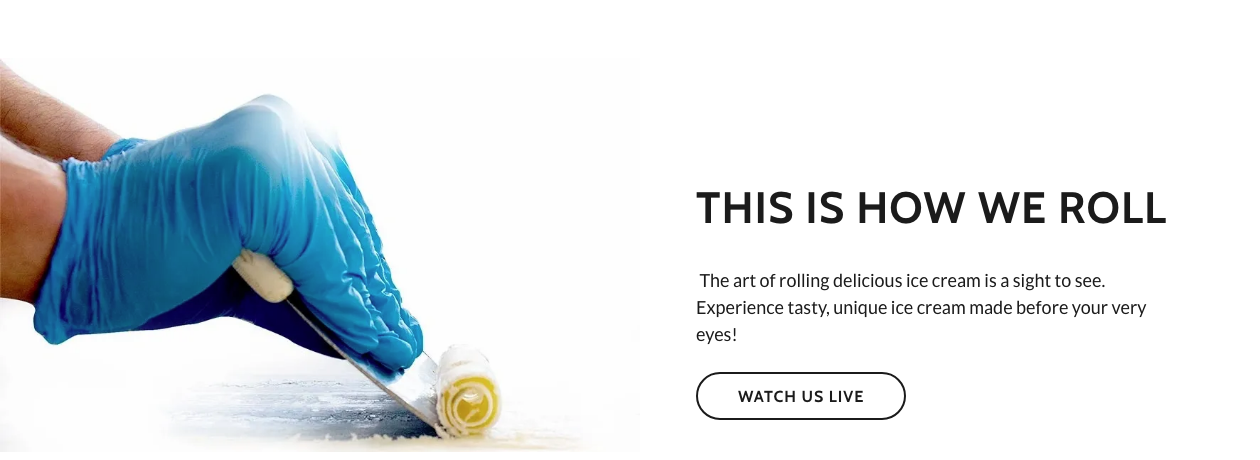 THIS IS HOW WE ROLL
The art of rolling delicious ice cream is a sight to see.
Experience tasty, unique ice cream made before your very
eyes!
WATCH US LIVE